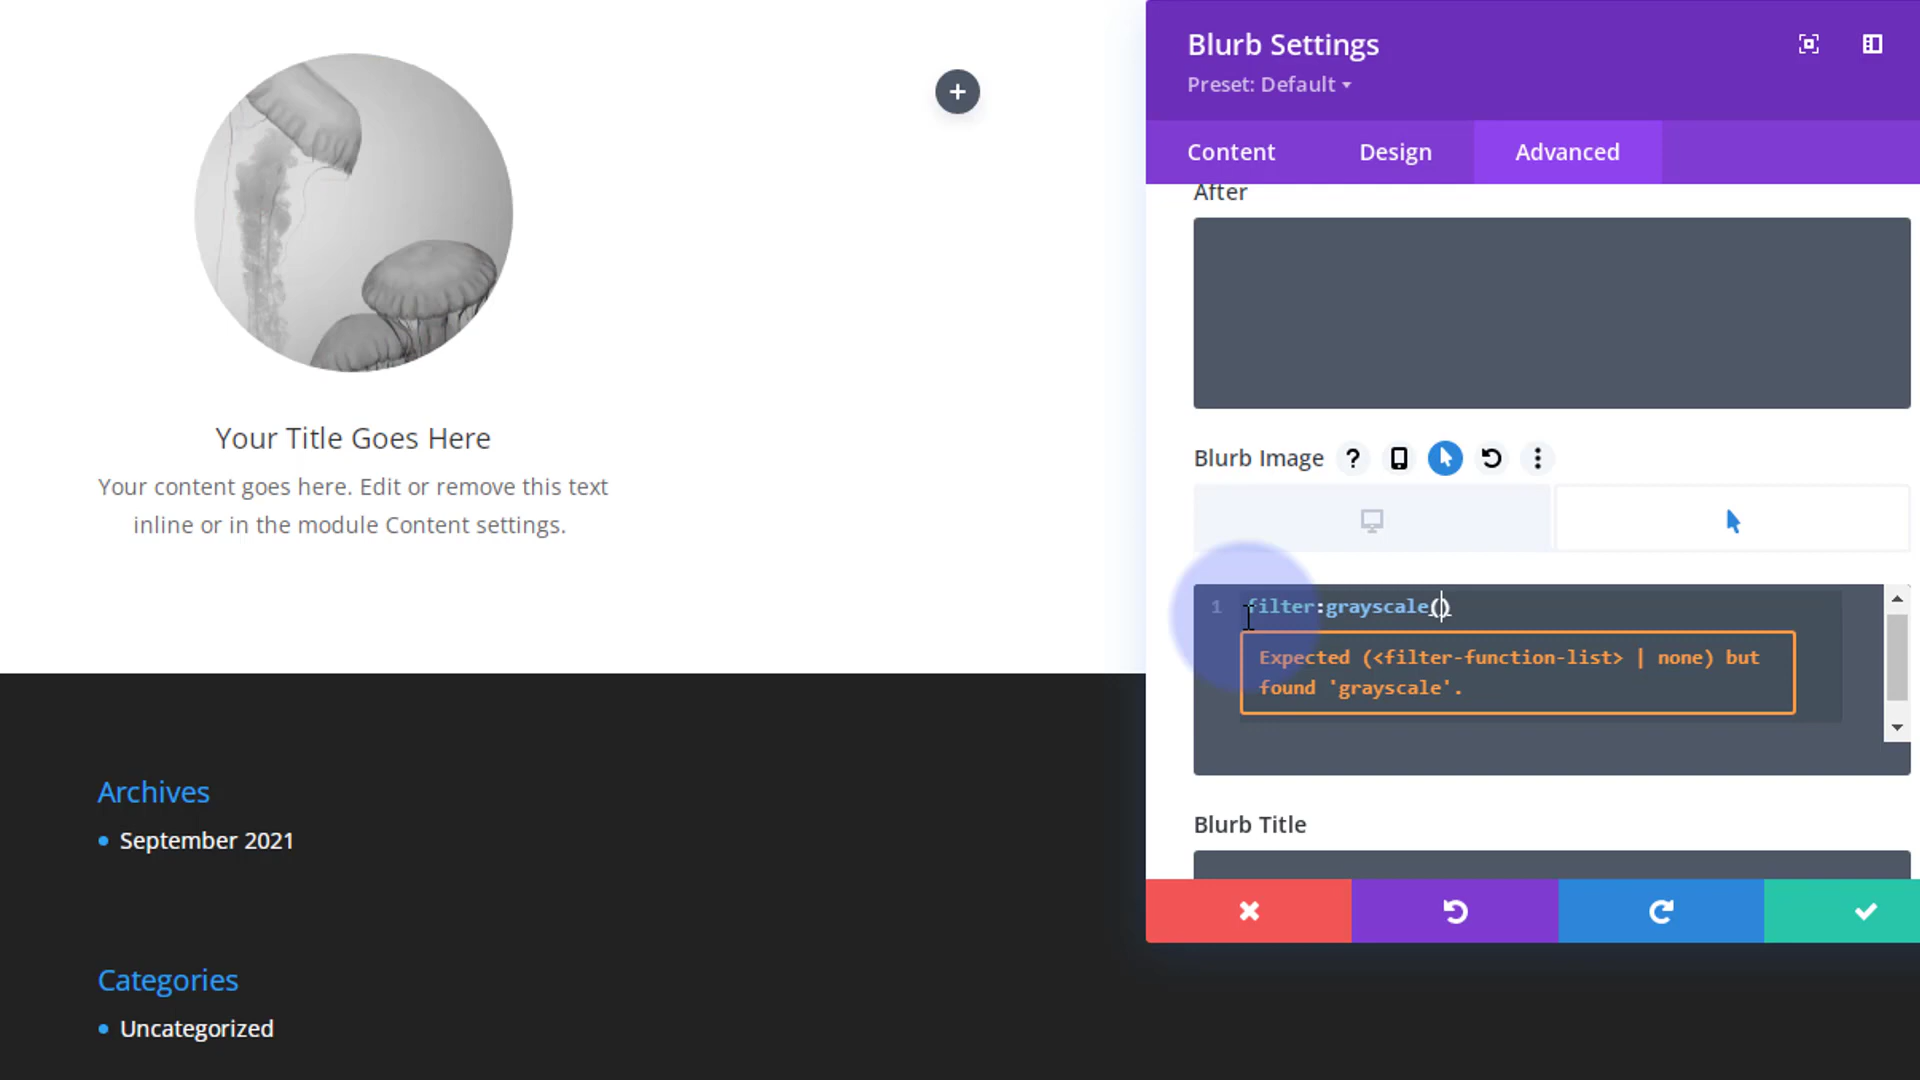 Your Title Goes Here
Your content goes here. Edit or remove this text
inline or in the module Content settings.
Archives
September 2021
Categories
Uncategorized
Blurb Settings
Preset: Default
Content Design Advanced
After
Blurb Image ?
1 filter:grayscale()
Expected (<filter-function-list> | none) but
found 'grayscale'.
Blurb Title